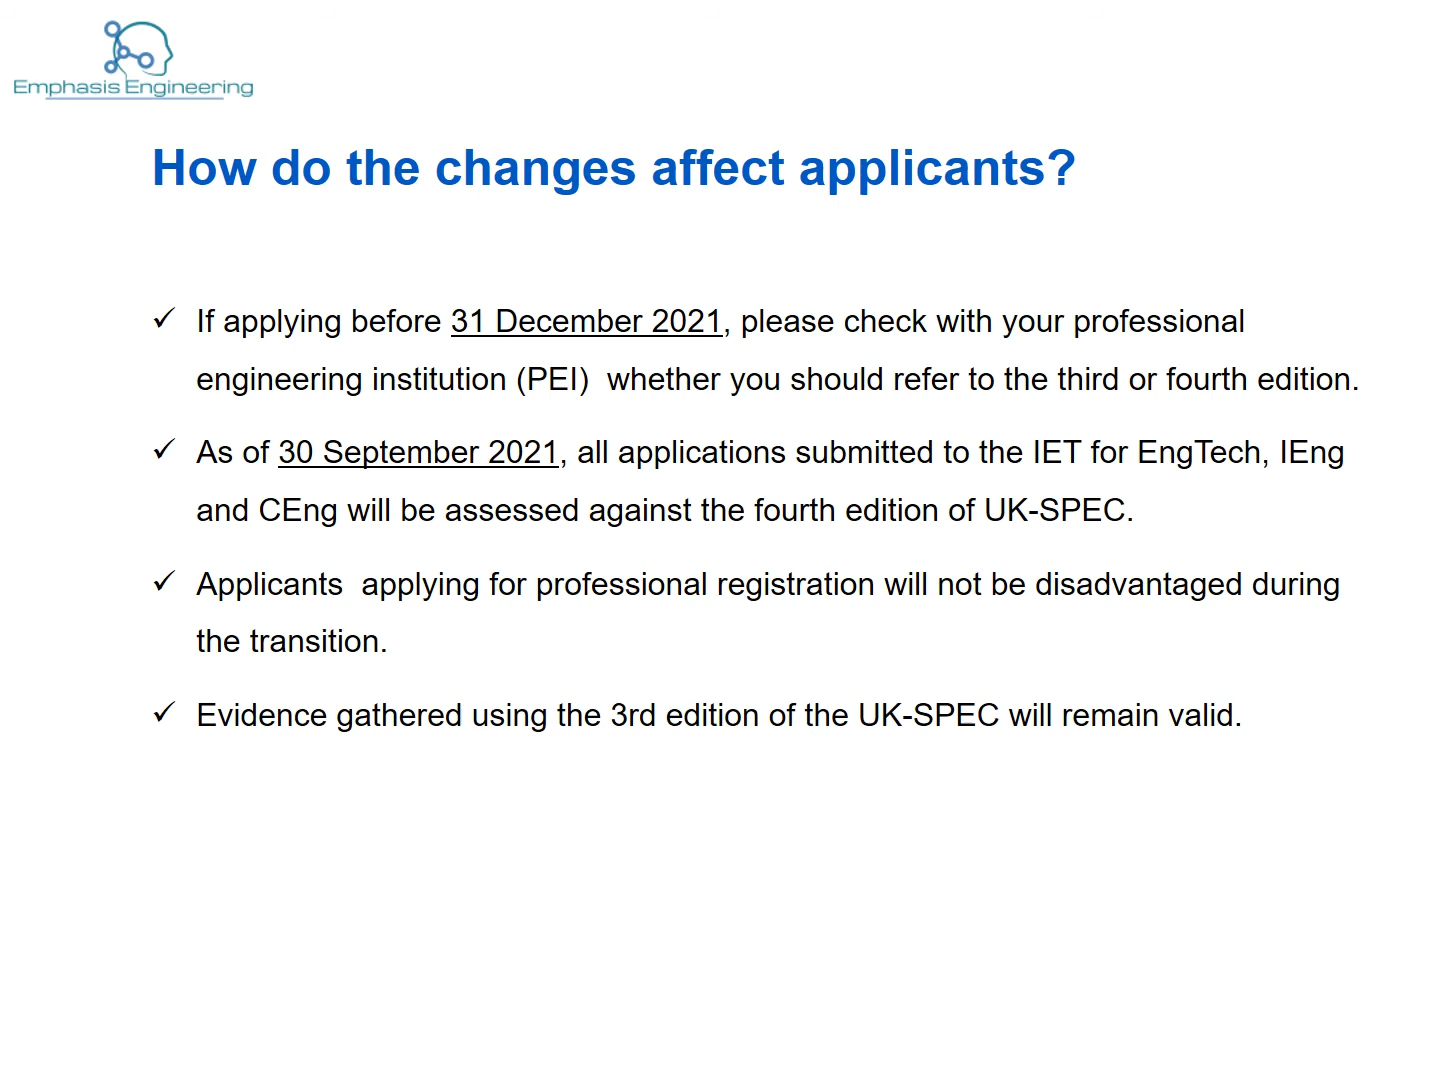 Emphasis Engineering
How do the changes affect applicants?
✓ If applying before 31 December 2021, please check with your professional
engineering institution (PEI)  whether you should refer to the third or fourth edition.
✓ As of 30 September 2021, all applications submitted to the IET for EngTech, IEng
and CEng will be assessed against the fourth edition of UK-SPEC.
✓ Applicants  applying for professional registration will not be disadvantaged during
the transition.
✓ Evidence gathered using the 3rd edition of the UK-SPEC will remain valid.